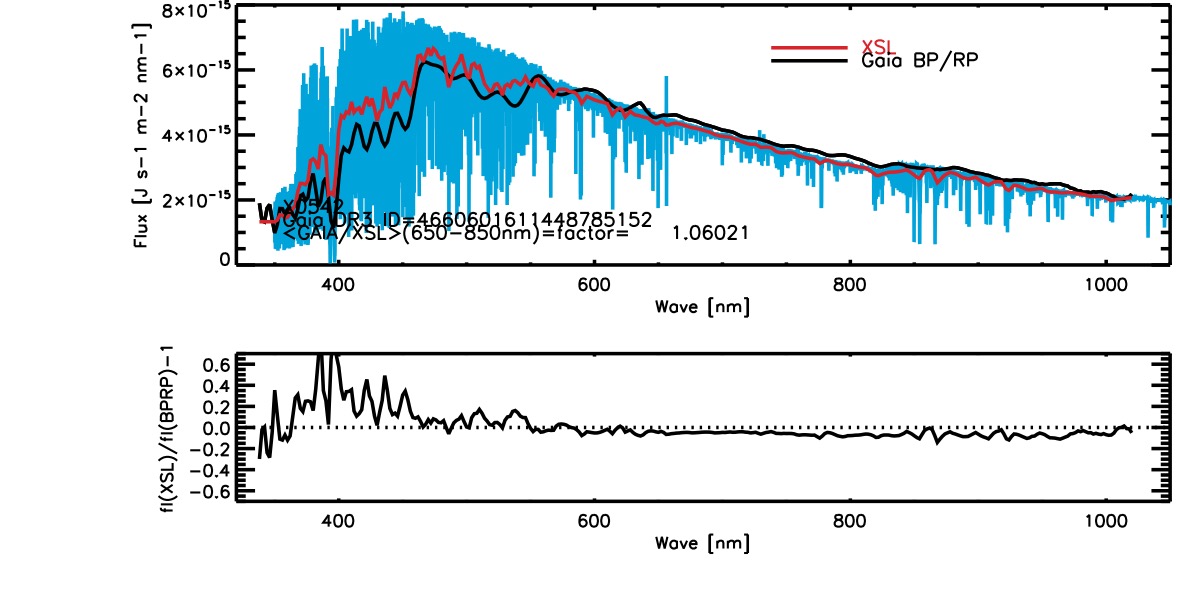 8×10⁻¹⁵
6×10⁻¹⁵
4×10⁻¹⁵
2×10⁻¹⁵
0
Flux [J s−1 m−2 nm−1]
XSL
Gaia BP/RP
X0542
Gaia DR3 ID=4660601611448785152
<GAIA/XSL>(650−850nm)=factor= 1.06021
400 600 800 1000
Wave [nm]
fl(XSL)/fl(BPRP)−1
0.6
0.4
0.2
0.0
−0.2
−0.4
−0.6
400 600 800 1000
Wave [nm]